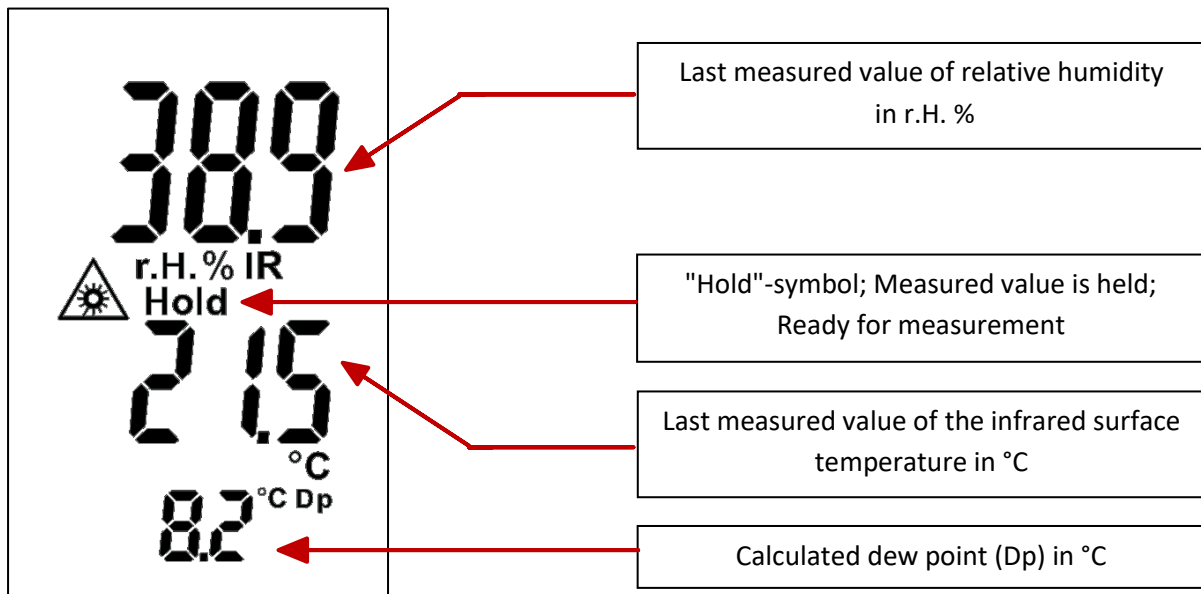 38.9
r.H.% IR
Hold
21.5
°C
°C Dp
8.2
Last measured value of relative humidity
in r.H. %
"Hold"-symbol; Measured value is held;
Ready for measurement
Last measured value of the infrared surface
temperature in °C
Calculated dew point (Dp) in °C